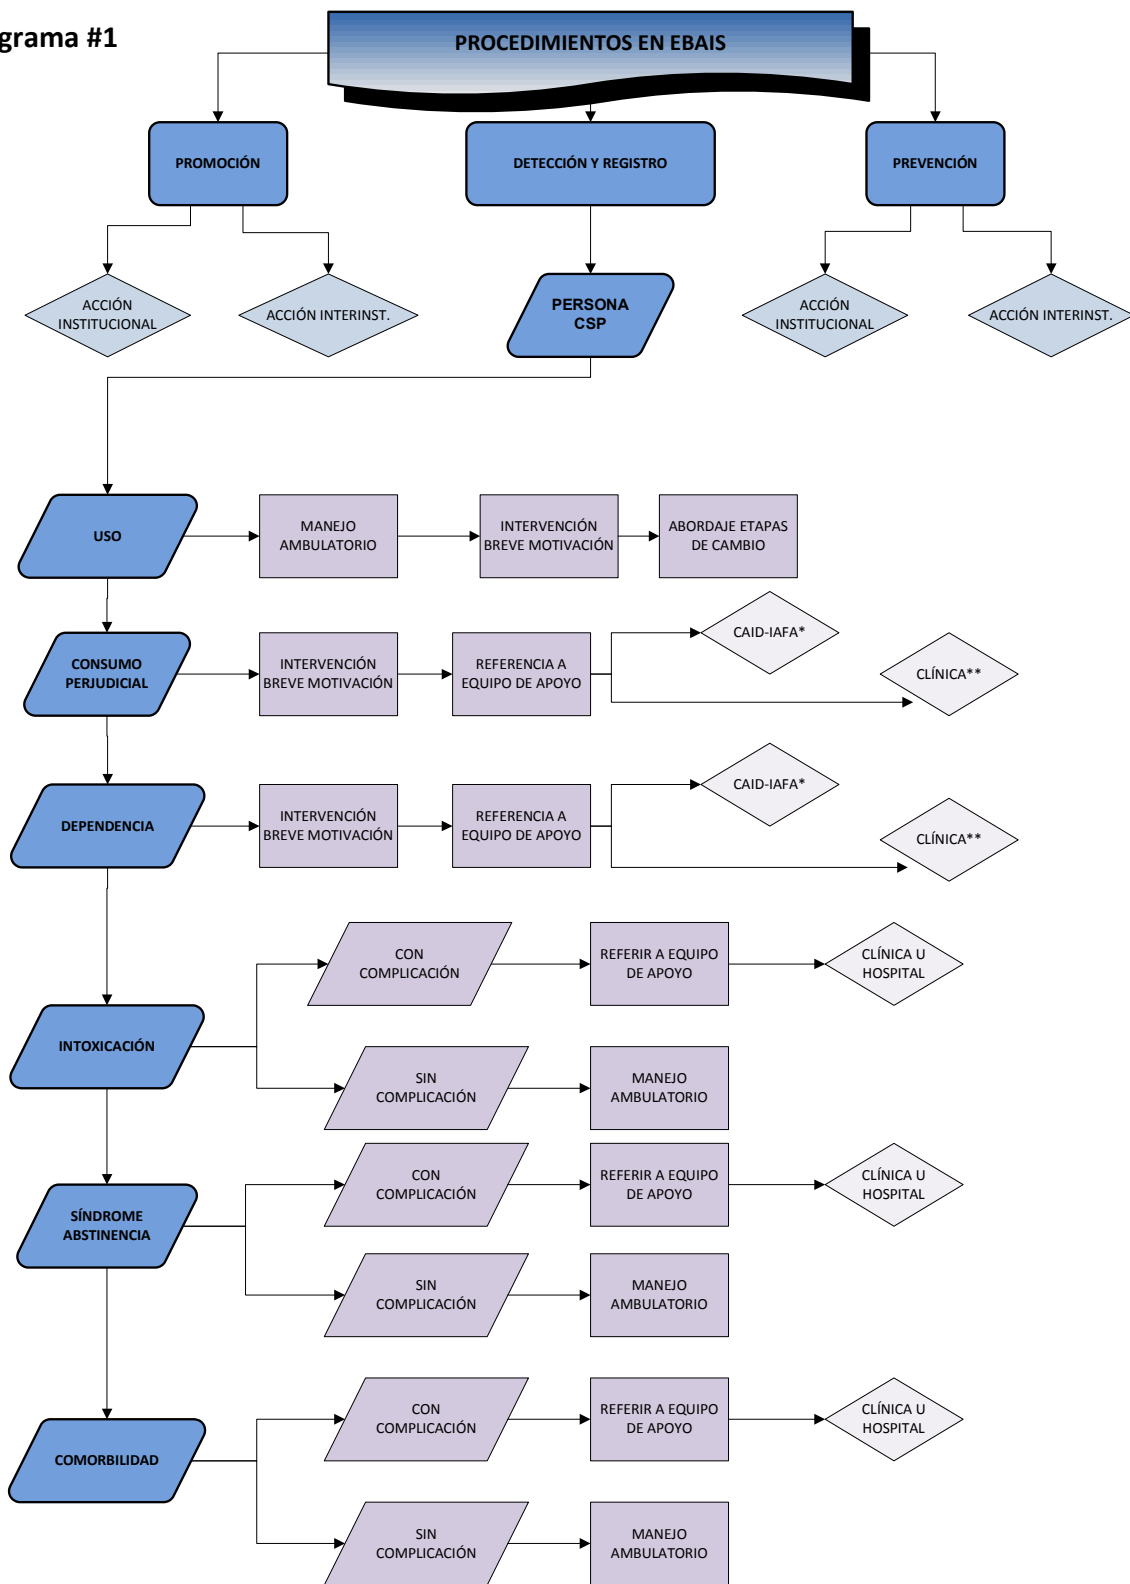 grama #1
PROCEDIMIENTOS EN EBAIS
PROMOCIÓN
DETECCIÓN Y REGISTRO
PREVENCIÓN
ACCIÓN
INSTITUCIONAL
ACCIÓN INTERINST.
PERSONA
CSP
ACCIÓN
INSTITUCIONAL
ACCIÓN INTERINST.
USO
MANEJO
AMBULATORIO
INTERVENCIÓN
BREVE MOTIVACIÓN
ABORDAJE ETAPAS
DE CAMBIO
CONSUMO
PERJUDICIAL
INTERVENCIÓN
BREVE MOTIVACIÓN
REFERENCIA A
EQUIPO DE APOYO
CAID-IAFA*
CLÍNICA**
DEPENDENCIA
INTERVENCIÓN
BREVE MOTIVACIÓN
REFERENCIA A
EQUIPO DE APOYO
CAID-IAFA*
CLÍNICA**
INTOXICACIÓN
CON
COMPLICACIÓN
REFERIR A EQUIPO
DE APOYO
CLÍNICA U
HOSPITAL
SIN
COMPLICACIÓN
MANEJO
AMBULATORIO
SÍNDROME
ABSTINENCIA
CON
COMPLICACIÓN
REFERIR A EQUIPO
DE APOYO
CLÍNICA U
HOSPITAL
SIN
COMPLICACIÓN
MANEJO
AMBULATORIO
COMORBILIDAD
CON
COMPLICACIÓN
REFERIR A EQUIPO
DE APOYO
CLÍNICA U
HOSPITAL
SIN
COMPLICACIÓN
MANEJO
AMBULATORIO